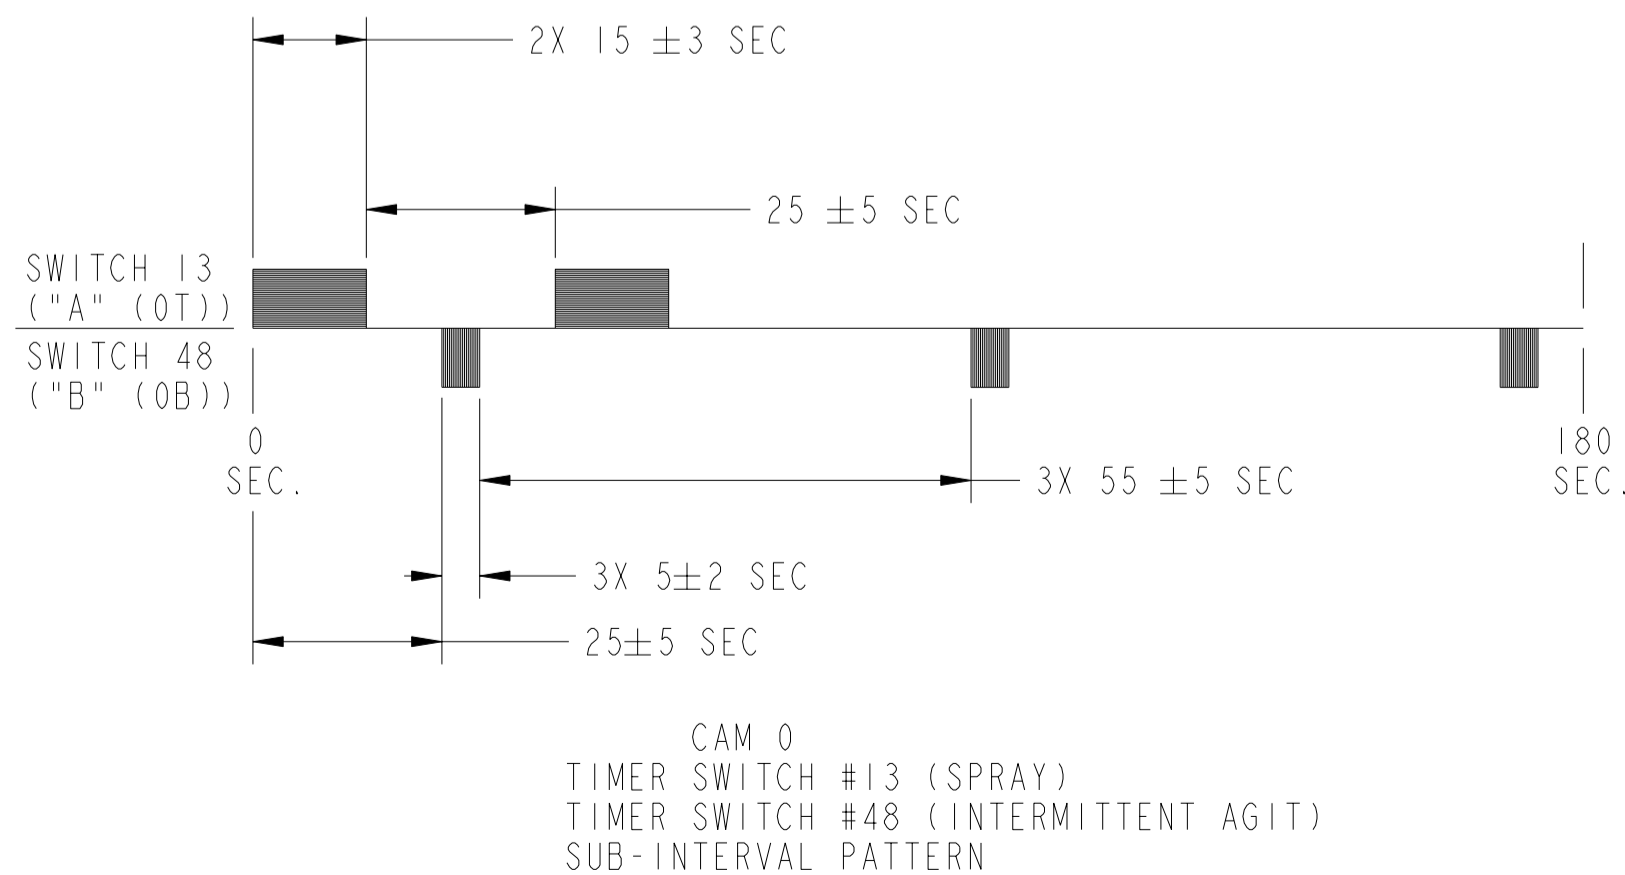 2X 15 ±3 SEC
25 ±5 SEC
SWITCH 13
("A" (0T))
SWITCH 48
("B" (0B))
0
SEC.
180
SEC.
3X 55 ±5 SEC
3X 5±2 SEC
25±5 SEC
CAM 0
TIMER SWITCH #13 (SPRAY)
TIMER SWITCH #48 (INTERMITTENT AGIT)
SUB-INTERVAL PATTERN